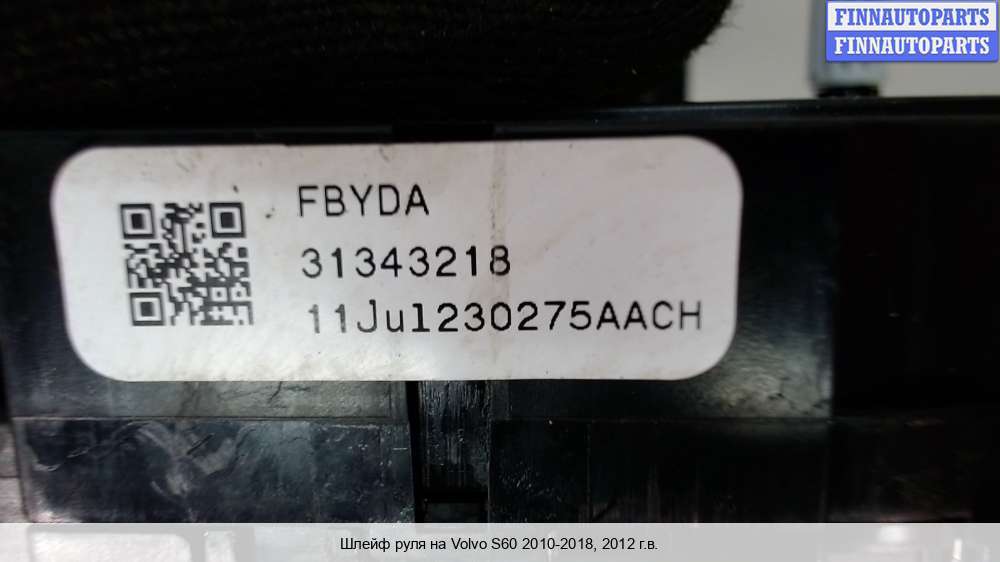 FINNAUTOPARTS
FINNAUTOPARTS
FBYDA
31343218
11Jul230275AACH
Шлейф руля на Volvo S60 2010-2018, 2012 г.в.